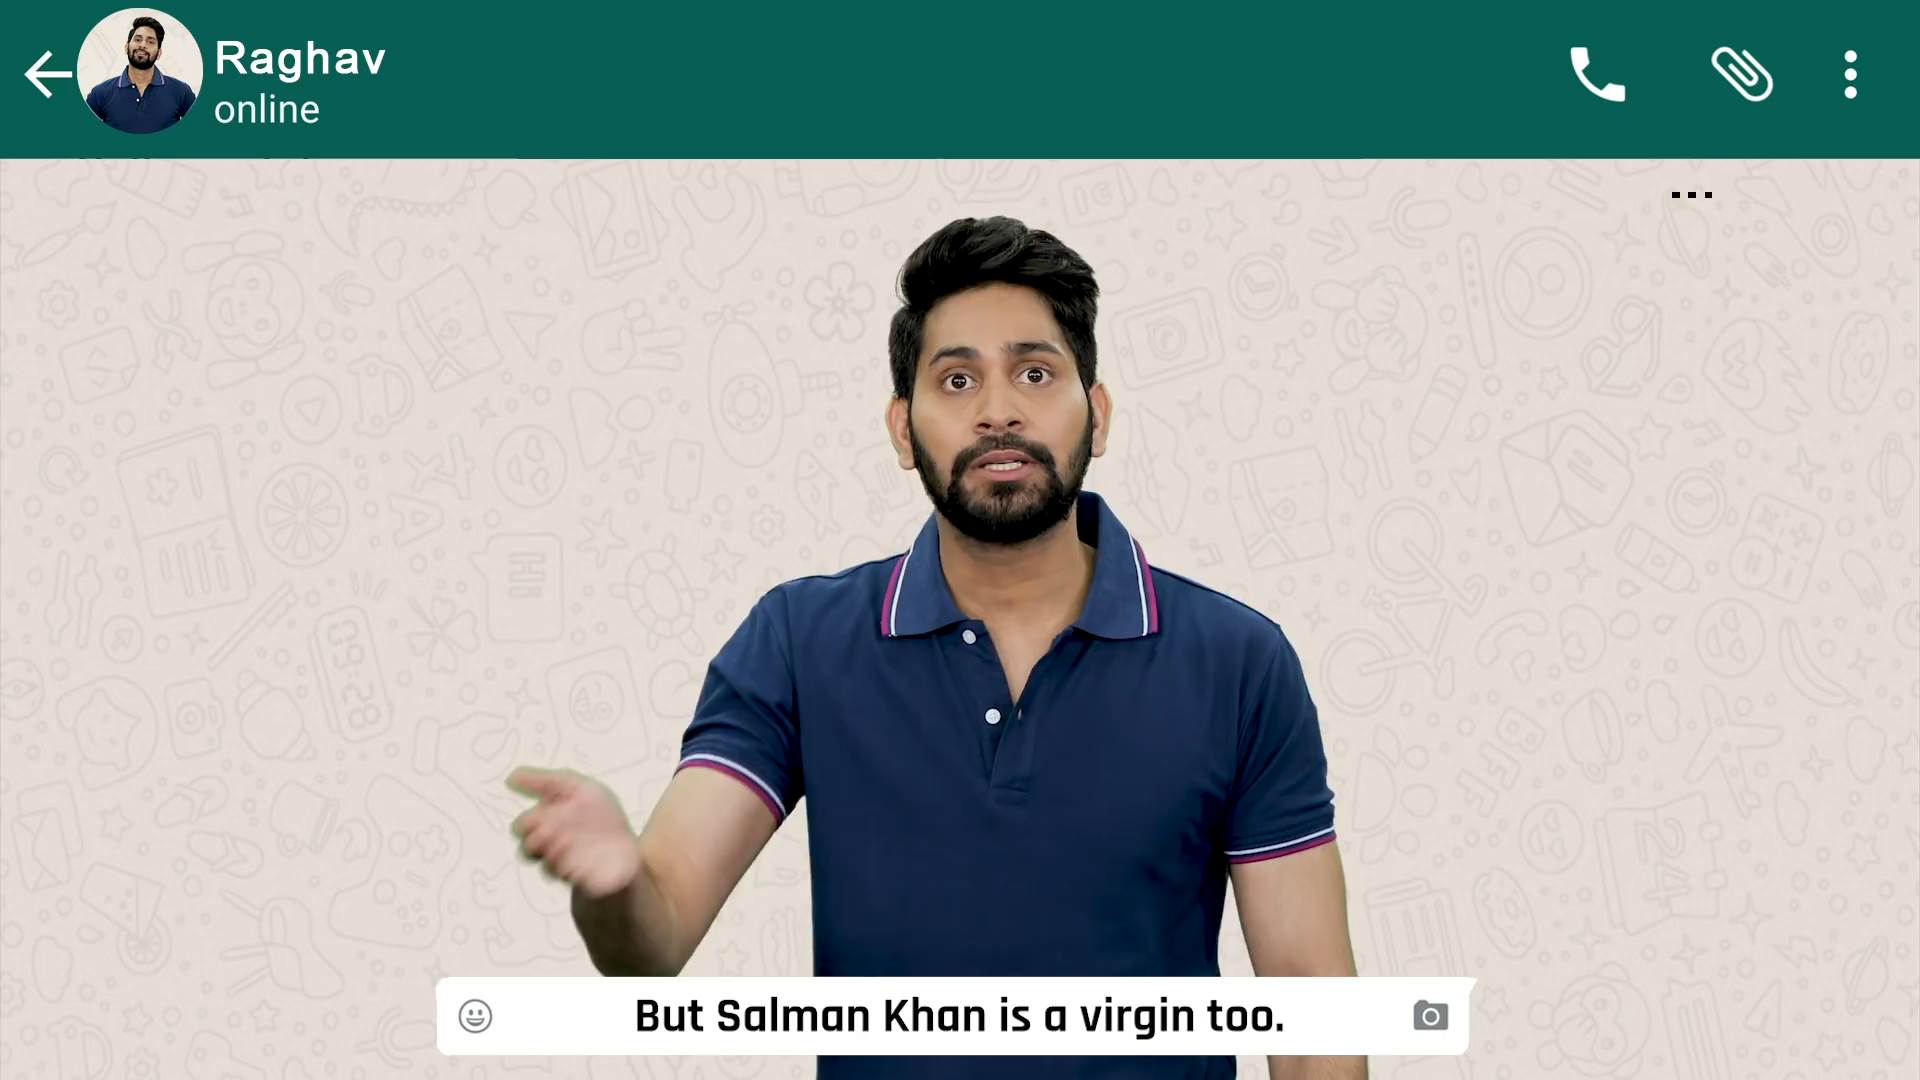 Raghav
online
...
But Salman Khan is a virgin too.